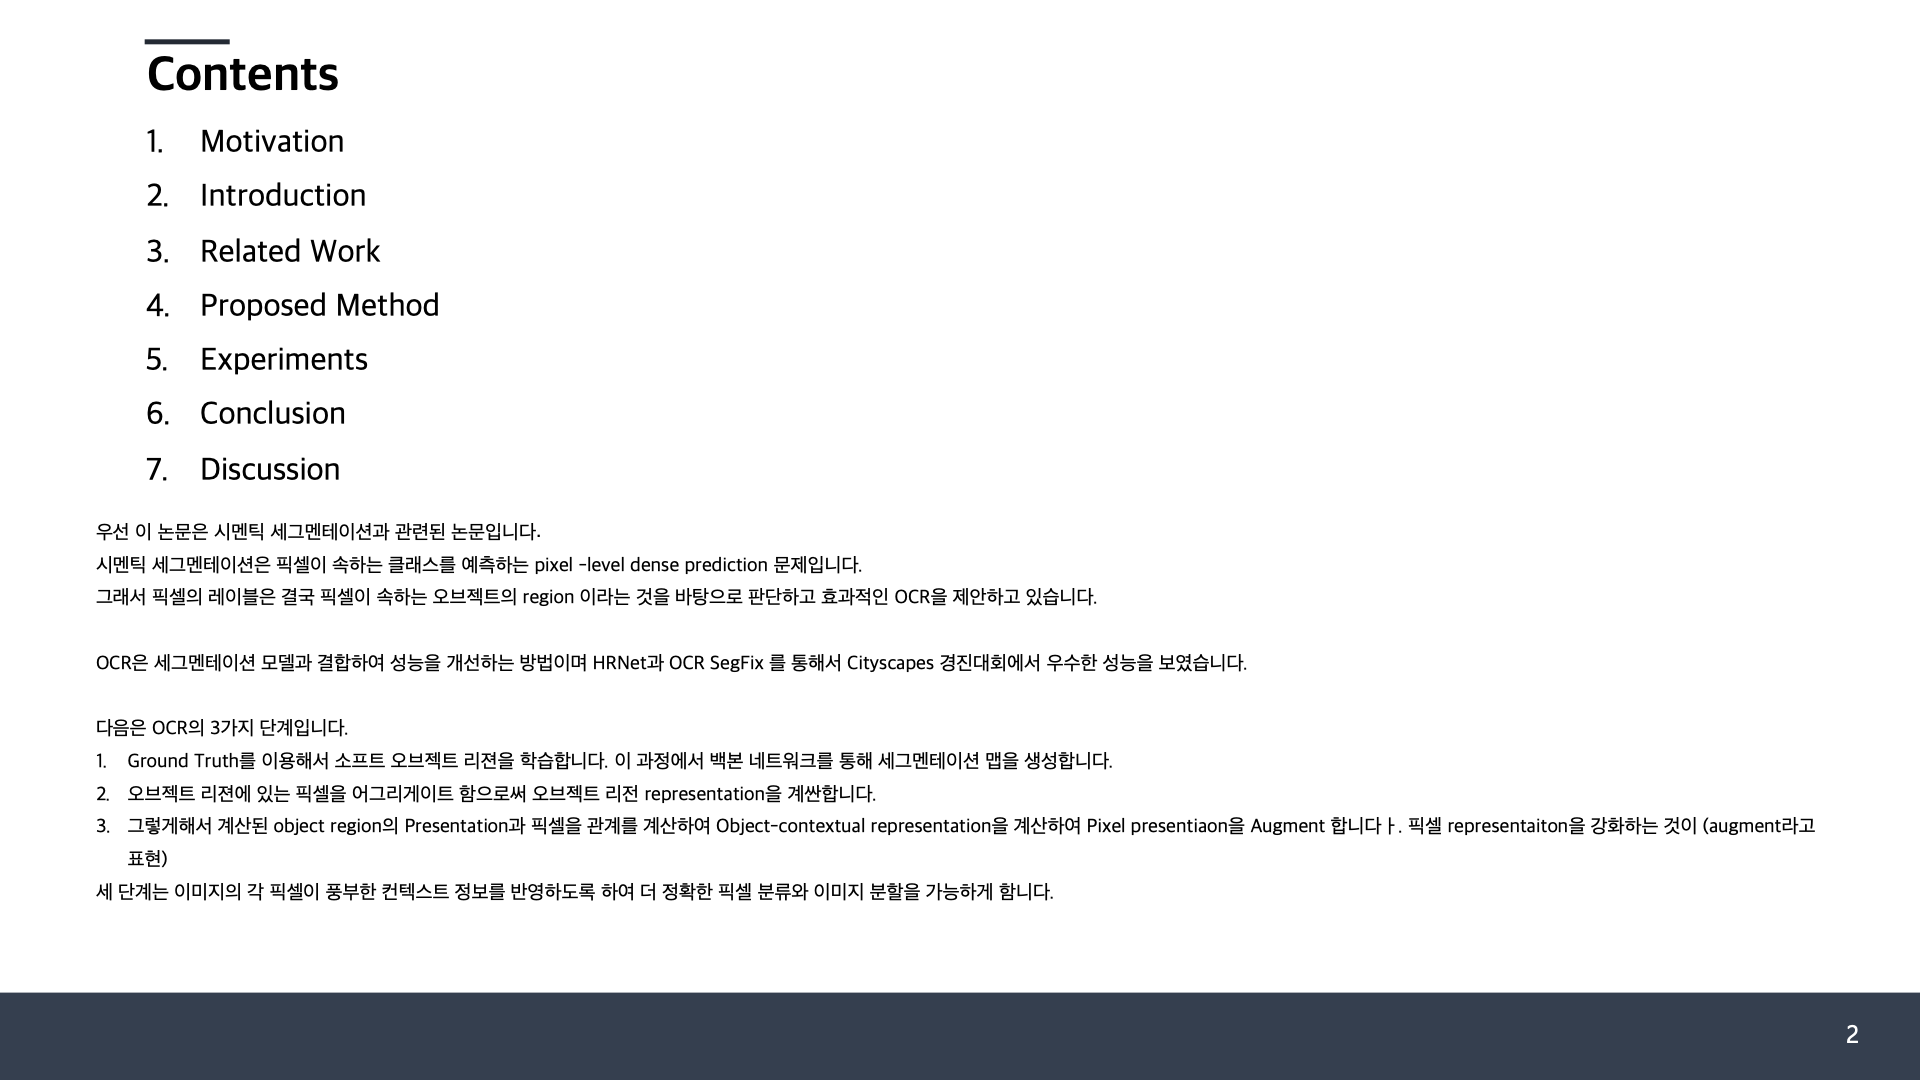 Contents
1. Motivation
2. Introduction
3. Related Work
4. Proposed Method
5. Experiments
6. Conclusion
7. Discussion
우선 이 논문은 시멘틱 세그멘테이션과 관련된 논문입니다.
시멘틱 세그멘테이션은 픽셀이 속하는 클래스를 예측하는 pixel -level dense prediction 문제입니다.
그래서 픽셀의 레이블은 결국 픽셀이 속하는 오브젝트의 region 이라는 것을 바탕으로 판단하고 효과적인 OCR을 제안하고 있습니다.
OCR은 세그멘테이션 모델과 결합하여 성능을 개선하는 방법이며 HRNet과 OCR SegFix 를 통해서 Cityscapes 경진대회에서 우수한 성능을 보였습니다.
다음은 OCR의 3가지 단계입니다.
1. Ground Truth를 이용해서 소프트 오브젝트 리젼을 학습합니다. 이 과정에서 백본 네트워크를 통해 세그멘테이션 맵을 생성합니다.
2. 오브젝트 리젼에 있는 픽셀을 어그리게이트 함으로써 오브젝트 리전 representation을 계싼합니다.
3. 그렇게해서 계산된 object region의 Presentation과 픽셀을 관계를 계산하여 Object-contextual representation을 계산하여 Pixel presentiaon을 Augment 합니다ㅏ. 픽셀 representaiton을 강화하는 것이 (augment라고
표현)
세 단계는 이미지의 각 픽셀이 풍부한 컨텍스트 정보를 반영하도록 하여 더 정확한 픽셀 분류와 이미지 분할을 가능하게 함니다.
2